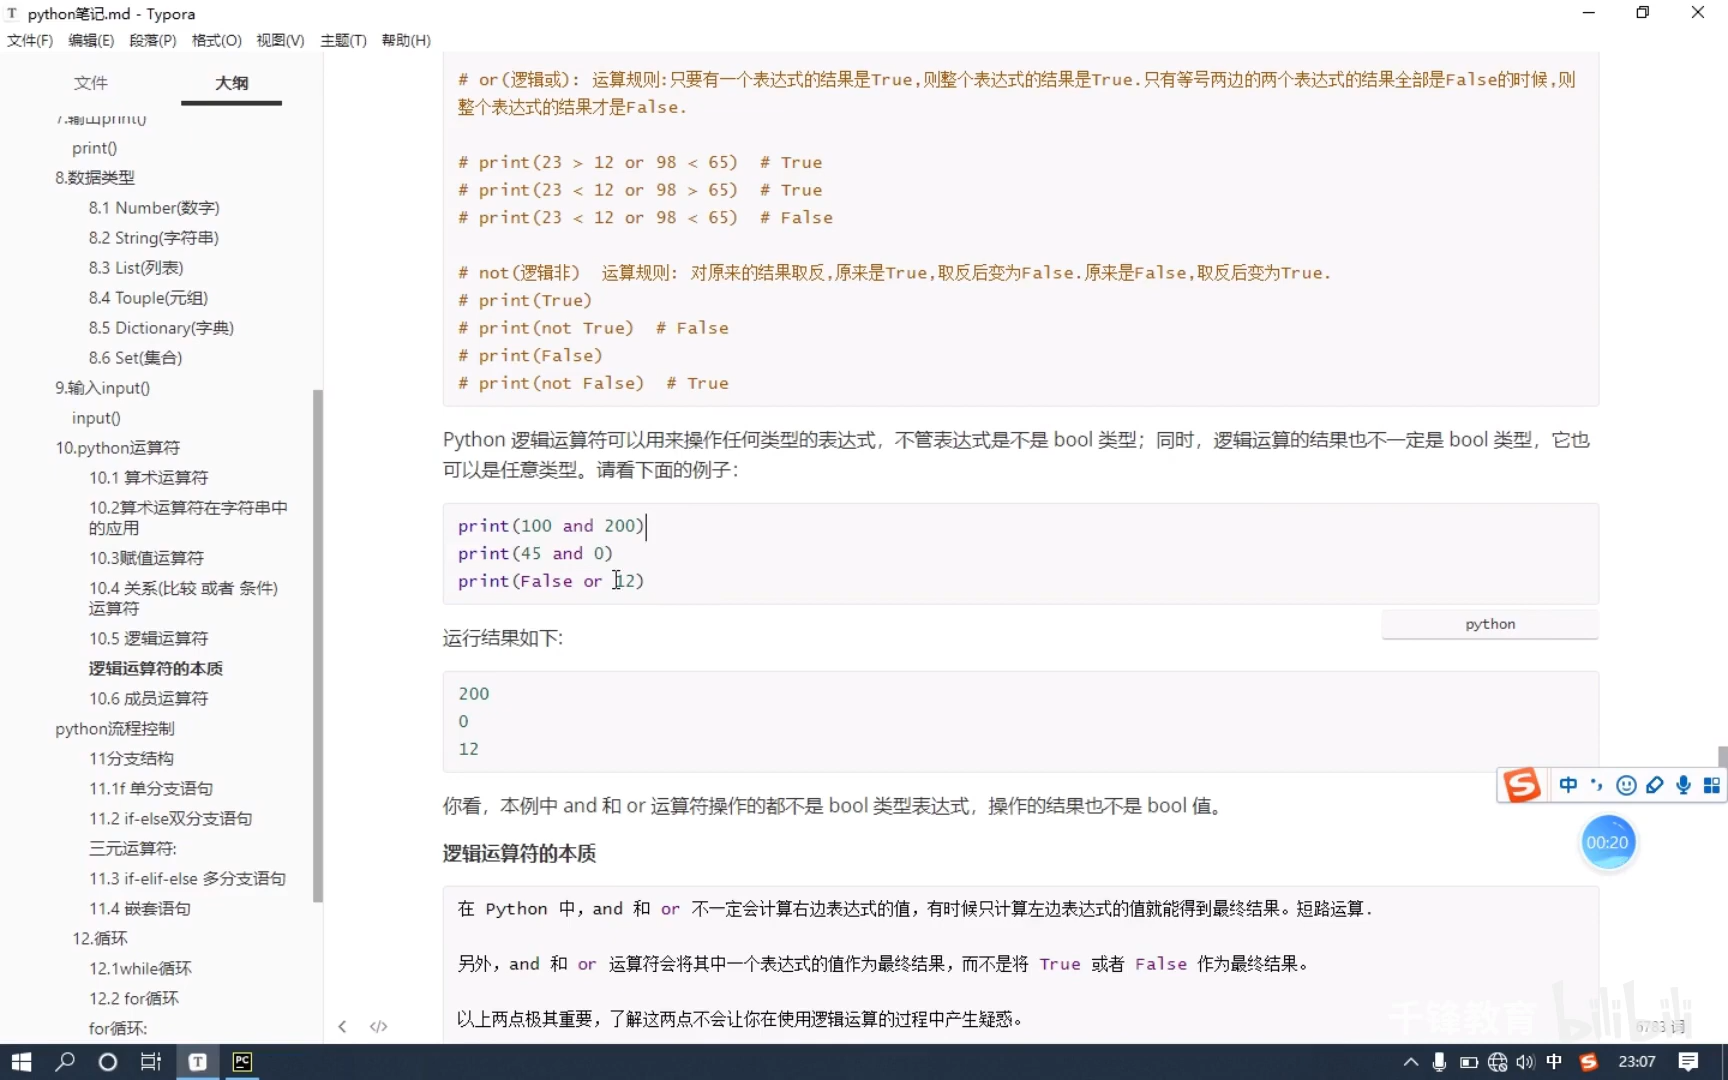 python笔记.md - Typora
文件(F) 编辑(E) 段落(P) 格式(O) 视图(V) 主题(T) 帮助(H)
文件 大纲
7.输出print()
print()
8.数据类型
8.1 Number(数字)
8.2 String(字符串)
8.3 List(列表)
8.4 Touple(元组)
8.5 Dictionary(字典)
8.6 Set(集合)
9.输入input()
input()
10.python运算符
10.1 算术运算符
10.2算术运算符在字符串中
的应用
10.3赋值运算符
10.4 关系(比较 或者 条件)
运算符
10.5 逻辑运算符
逻辑运算符的本质
10.6 成员运算符
python流程控制
11分支结构
11.1f 单分支语句
11.2 if-else双分支语句
三元运算符:
11.3 if-elif-else 多分支语句
11.4 嵌套语句
12.循环
12.1while循环
12.2 for循环
for循环:
# or(逻辑或): 运算规则:只要有一个表达式的结果是True,则整个表达式的结果是True.只有等号两边的两个表达式的结果全部是False的时候,则
整个表达式的结果才是False.
# print(23 > 12 or 98 < 65)  # True
# print(23 < 12 or 98 > 65)  # True
# print(23 < 12 or 98 < 65)  # False
# not(逻辑非)  运算规则: 对原来的结果取反,原来是True,取反后变为False.原来是False,取反后变为True.
# print(True)
# print(not True)  # False
# print(False)
# print(not False)  # True
Python 逻辑运算符可以用来操作任何类型的表达式，不管表达式是不是 bool 类型；同时，逻辑运算的结果也不一定是 bool 类型，它也
可以是任意类型。请看下面的例子：
print(100 and 200)
print(45 and 0)
print(False or 12)
python
运行结果如下:
200
0
12
你看，本例中 and 和 or 运算符操作的都不是 bool 类型表达式，操作的结果也不是 bool 值。
逻辑运算符的本质
在 Python 中，and 和 or 不一定会计算右边表达式的值，有时候只计算左边表达式的值就能得到最终结果。短路运算.
另外，and 和 or 运算符会将其中一个表达式的值作为最终结果，而不是将 True 或者 False 作为最终结果。
以上两点极其重要，了解这两点不会让你在使用逻辑运算的过程中产生疑惑。
中
00:20
千锋教育 bilibili
6783 词
中
23:07